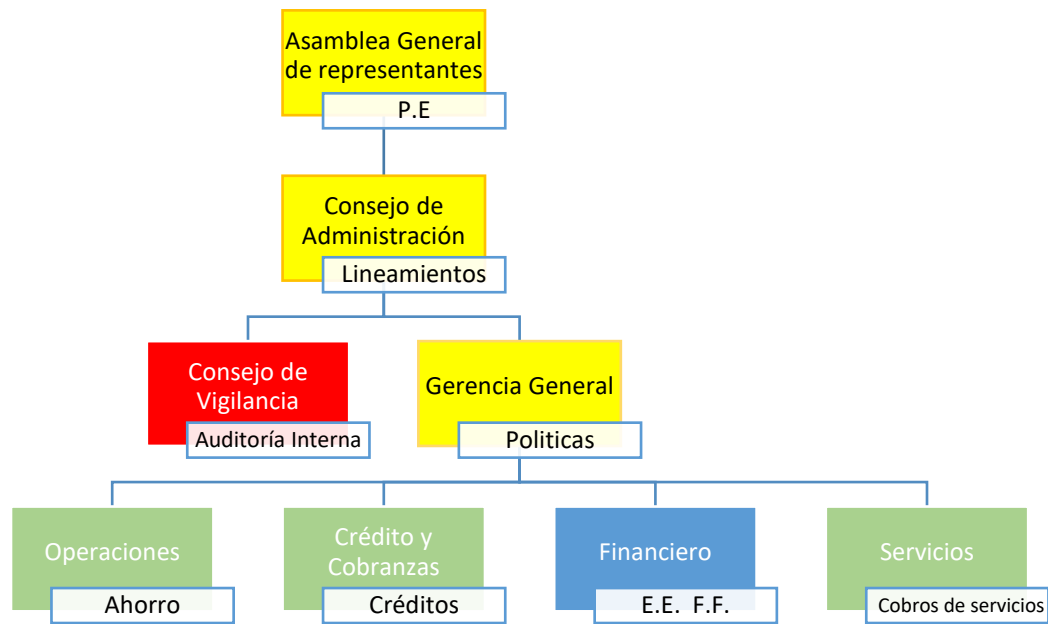 Asamblea General
de representantes
P.E
Consejo de
Administración
Lineamientos
Consejo de
Vigilancia
Auditoría Interna
Gerencia General
Politicas
Operaciones
Ahorro
Crédito y
Cobranzas
Créditos
Financiero
E.E. F.F.
Servicios
Cobros de servicios